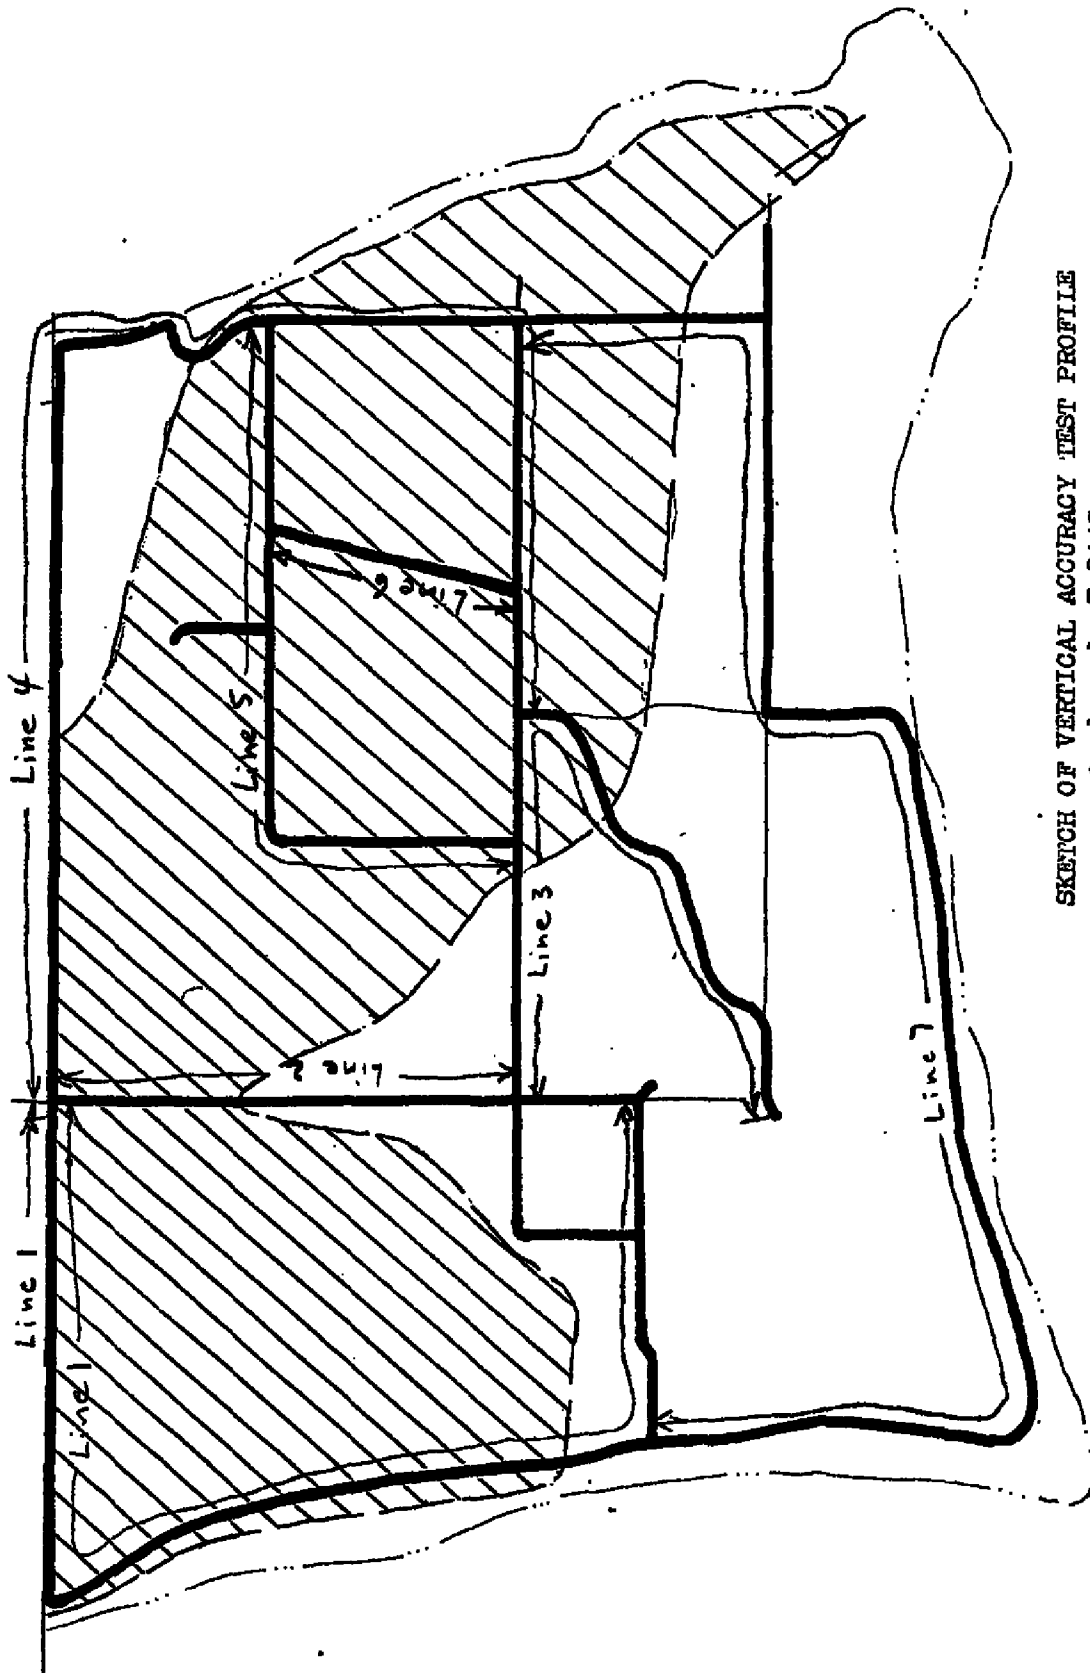 Line 4
Line 1
Line 1
Line 5
Line 6
Line 3
Line 2
Line 7
SKETCH OF VERTICAL ACCURACY TEST PROFILE